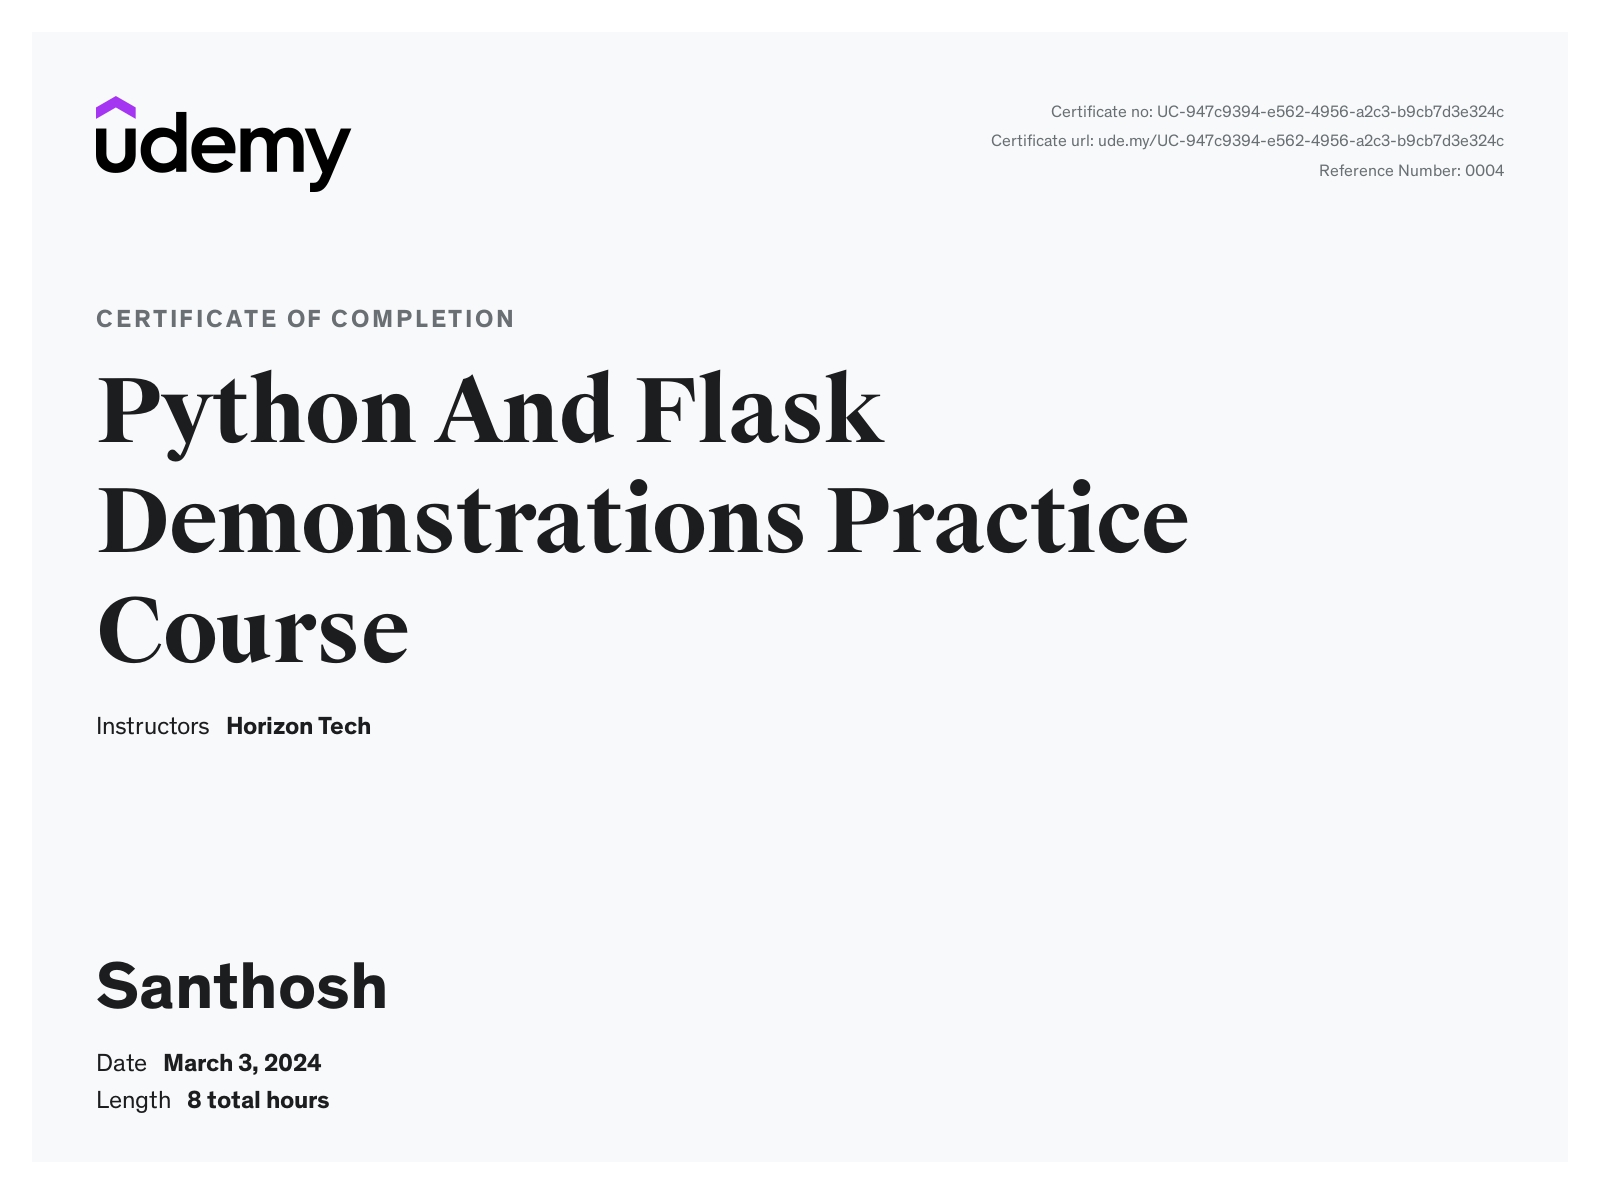 udemy
Certificate no: UC-947c9394-e562-4956-a2c3-b9cb7d3e324c
Certificate url: ude.my/UC-947c9394-e562-4956-a2c3-b9cb7d3e324c
Reference Number: 0004
CERTIFICATE OF COMPLETION
Python And Flask
Demonstrations Practice
Course
Instructors Horizon Tech
Santhosh
Date March 3, 2024
Length 8 total hours